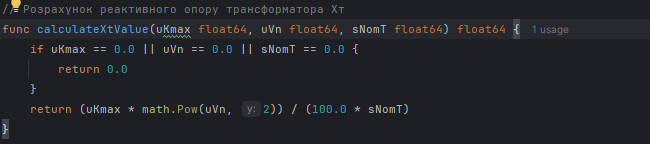 // Розрахунок реактивного опору трансформатора Хт
func calculateXtValue(uKmax float64, uVn float64, sNomT float64) float64 { 1 usage
if uKmax == 0.0 || uVn == 0.0 || sNomT == 0.0 {
return 0.0
}
return (uKmax * math.Pow(uVn, y: 2)) / (100.0 * sNomT)
}